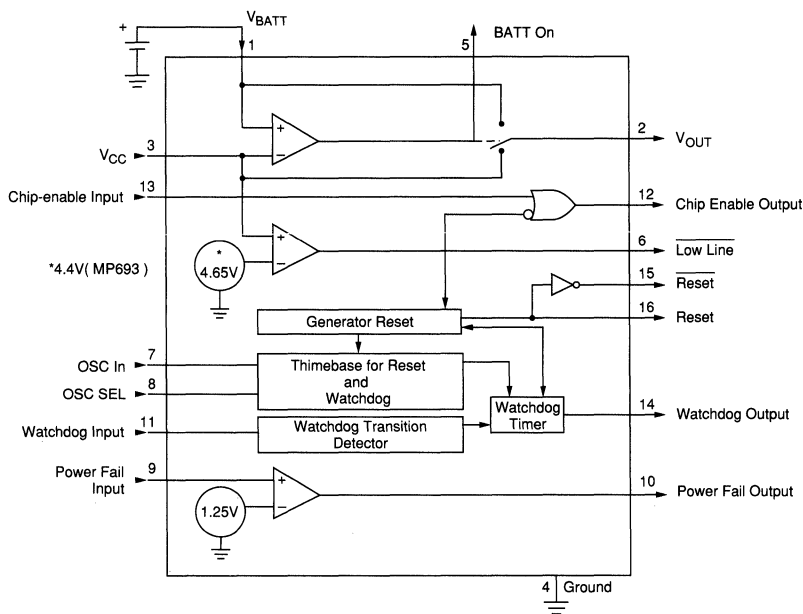 V_BATT
+
1
5
BATT On
+
−
3
V_CC
2
V_OUT
13
Chip-enable Input
12
Chip Enable Output
*
4.65V
+
−
6
Low Line
*4.4V( MP693 )
15
Reset
Generator Reset
16
Reset
7
OSC In
Thimebase for Reset
and
Watchdog
8
OSC SEL
Watchdog
Timer
14
Watchdog Output
11
Watchdog Input
Watchdog Transition
Detector
9
Power Fail
Input
+
−
10
Power Fail Output
1.25V
4
Ground